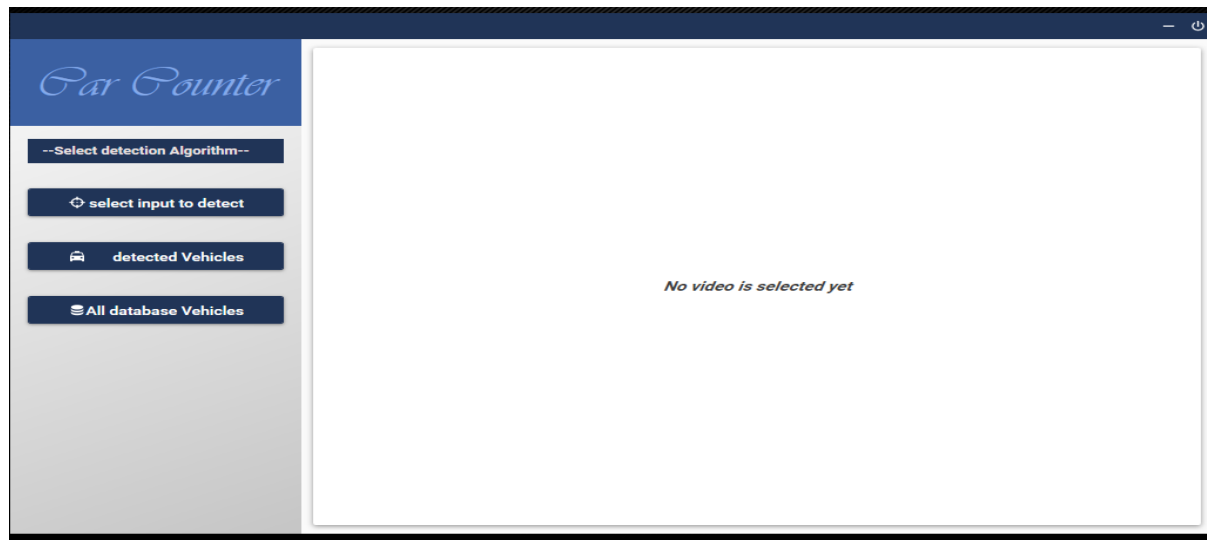 Car Counter
--Select detection Algorithm--
select input to detect
detected Vehicles
All database Vehicles
No video is selected yet